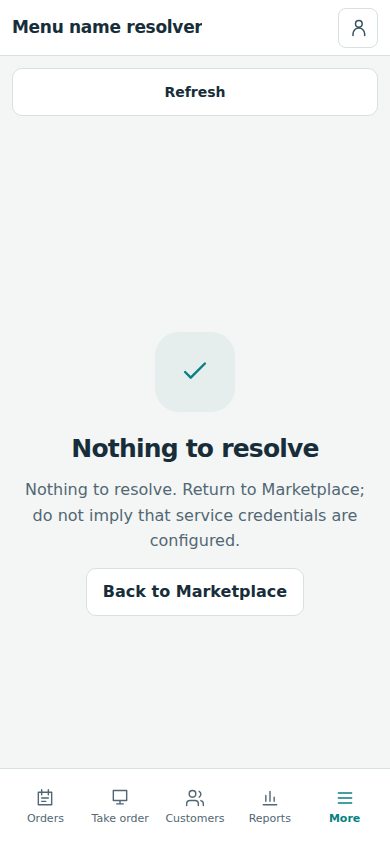 Menu name resolver
Refresh
Nothing to resolve
Nothing to resolve. Return to Marketplace;
do not imply that service credentials are
configured.
Back to Marketplace
Orders
Take order
Customers
Reports
More